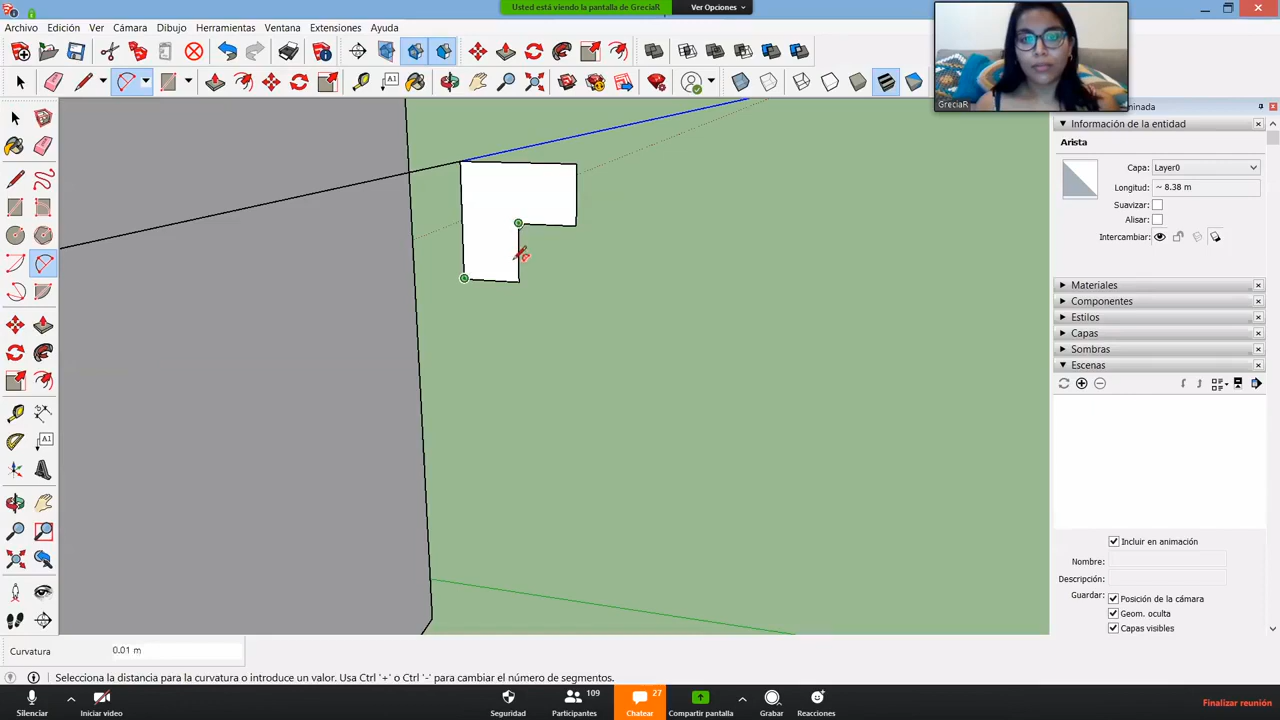 Usted está viendo la pantalla de GreciaR
Ver Opciones
Archivo Edición Ver Cámara Dibujo Herramientas Ventana Extensiones Ayuda
GreciaR
minada
Información de la entidad
Arista
Capa: Layer0
Longitud: ~ 8.38 m
Suavizar:
Alisar:
Intercambiar:
Materiales
Componentes
Estilos
Capas
Sombras
Escenas
Incluir en animación
Nombre:
Descripción:
Guardar: Posición de la cámara
Geom. oculta
Capas visibles
Curvatura 0.01 m
Selecciona la distancia para la curvatura o introduce un valor. Usa Ctrl '+' o Ctrl '-' para cambiar el número de segmentos.
Silenciar
Iniciar video
Seguridad
Participantes 109
Chatear 27
Compartir pantalla
Grabar
Reacciones
Finalizar reunión